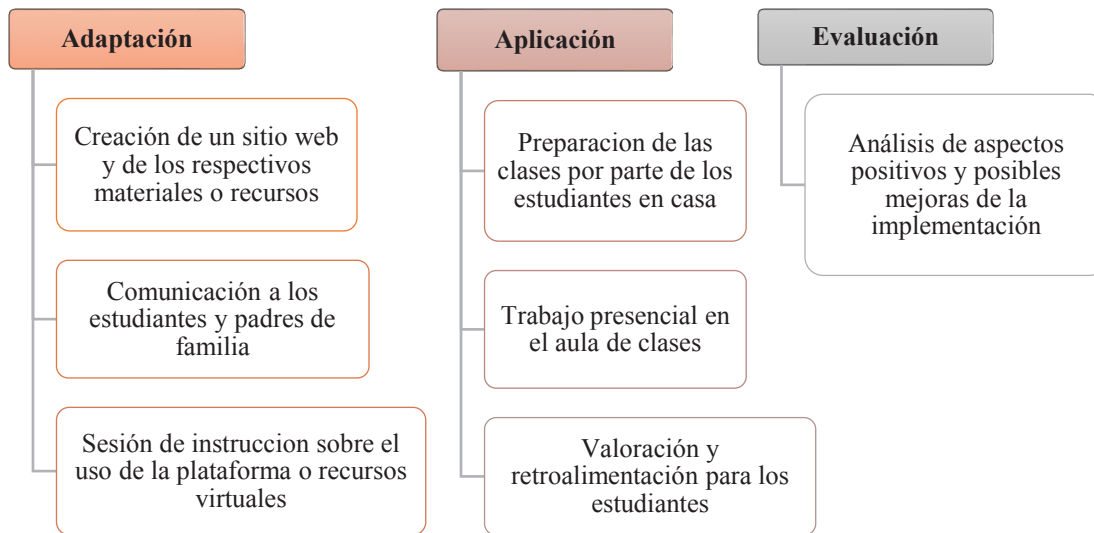 Adaptación
Creación de un sitio web
y de los respectivos
materiales o recursos
Comunicación a los
estudiantes y padres de
familia
Sesión de instruccion sobre el
uso de la plataforma o recursos
virtuales
Aplicación
Preparacion de las
clases por parte de los
estudiantes en casa
Trabajo presencial en
el aula de clases
Valoración y
retroalimentación para los
estudiantes
Evaluación
Análisis de aspectos
positivos y posibles
mejoras de la
implementación